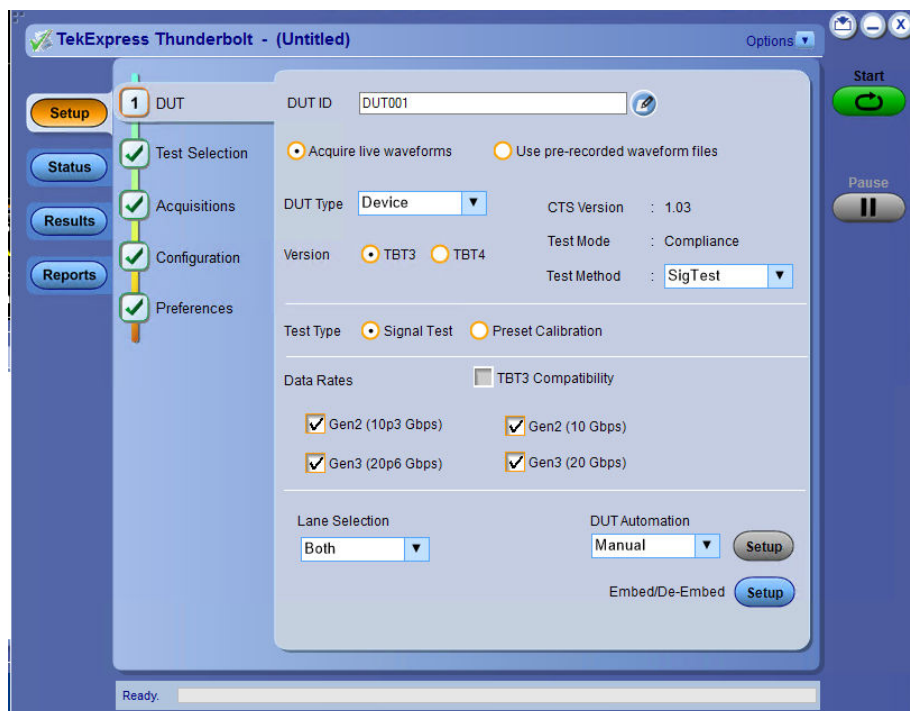 TekExpress Thunderbolt - (Untitled)
Options
Start
Pause
Setup
Status
Results
Reports
1 DUT
Test Selection
Acquisitions
Configuration
Preferences
DUT ID DUT001
Acquire live waveforms Use pre-recorded waveform files
DUT Type Device CTS Version : 1.03
Test Mode : Compliance
Version TBT3 TBT4
Test Method : SigTest
Test Type Signal Test Preset Calibration
Data Rates TBT3 Compatibility
Gen2 (10p3 Gbps) Gen2 (10 Gbps)
Gen3 (20p6 Gbps) Gen3 (20 Gbps)
Lane Selection DUT Automation
Both Manual Setup
Embed/De-Embed Setup
Ready.